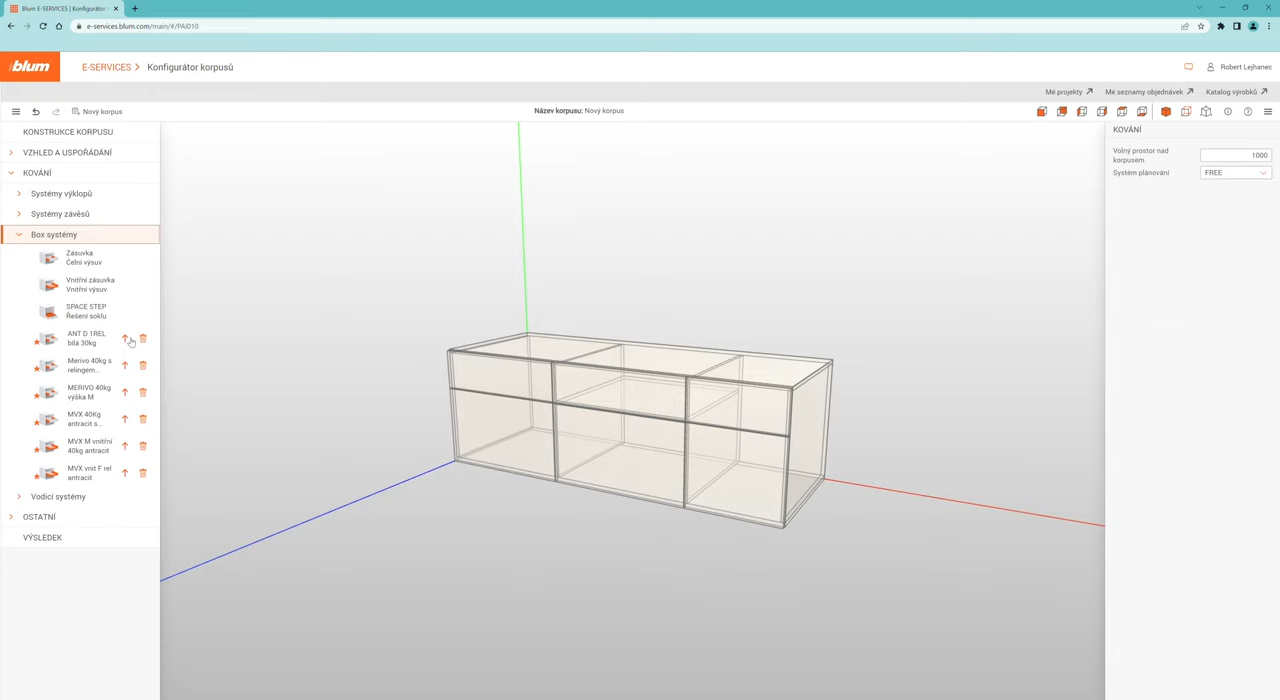 Blum E-SERVICES | Konfigurátor
e-services.blum.com/main/#/PAI010
blum
E-SERVICES
Konfigurátor korpusů
Robert Lejhanec
Mé projekty
Mé seznamy objednávek
Katalog výrobků
Nový korpus
Název korpusu: Nový korpus
KONSTRUKCE KORPUSU
VZHLED A USPOŘÁDÁNÍ
KOVÁNÍ
Systémy výklopů
Systémy závěsů
Box systémy
Zásuvka
Čelní výsuv
Vnitřní zásuvka
Vnitřní výsuv
SPACE STEP
Řešení soklu
ANT D 1REL
bílá 30kg
Merivo 40kg s
relingem...
MERIVO 40kg
výška M
MVX 40Kg
antracit s...
MVX M vnitřní
40kg antracit
MVX vnit F rel
antracit
Vodicí systémy
OSTATNÍ
VÝSLEDEK
KOVÁNÍ
Volný prostor nad
korpusem
1000
Systém plánování
FREE